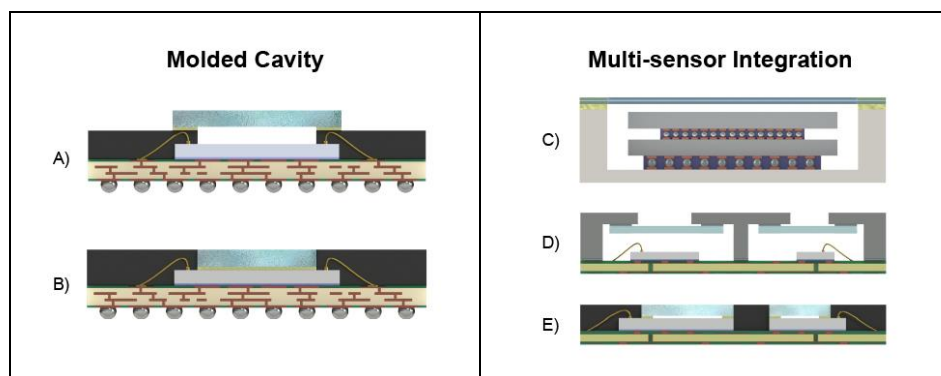 Molded Cavity
A)
B)
Multi-sensor Integration
C)
D)
E)